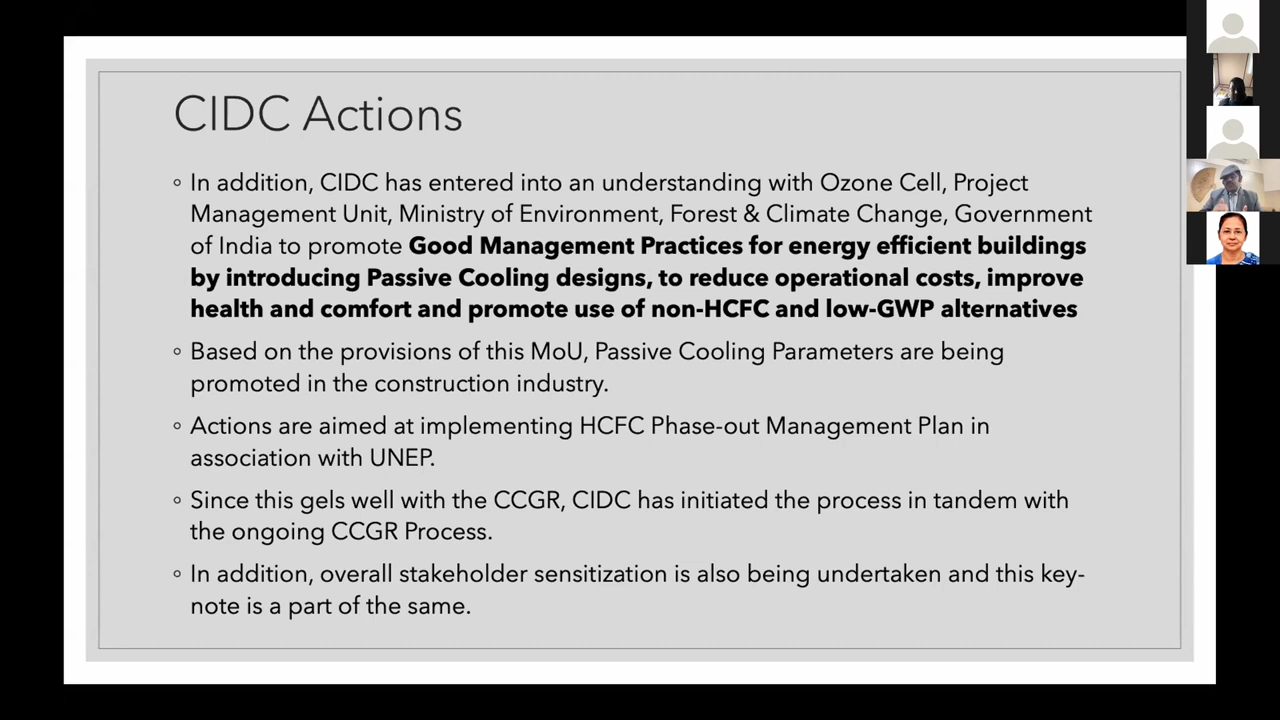 CIDC Actions
◦ In addition, CIDC has entered into an understanding with Ozone Cell, Project
Management Unit, Ministry of Environment, Forest & Climate Change, Government
of India to promote Good Management Practices for energy efficient buildings
by introducing Passive Cooling designs, to reduce operational costs, improve
health and comfort and promote use of non-HCFC and low-GWP alternatives
◦ Based on the provisions of this MoU, Passive Cooling Parameters are being
promoted in the construction industry.
◦ Actions are aimed at implementing HCFC Phase-out Management Plan in
association with UNEP.
◦ Since this gels well with the CCGR, CIDC has initiated the process in tandem with
the ongoing CCGR Process.
◦ In addition, overall stakeholder sensitization is also being undertaken and this key-
note is a part of the same.